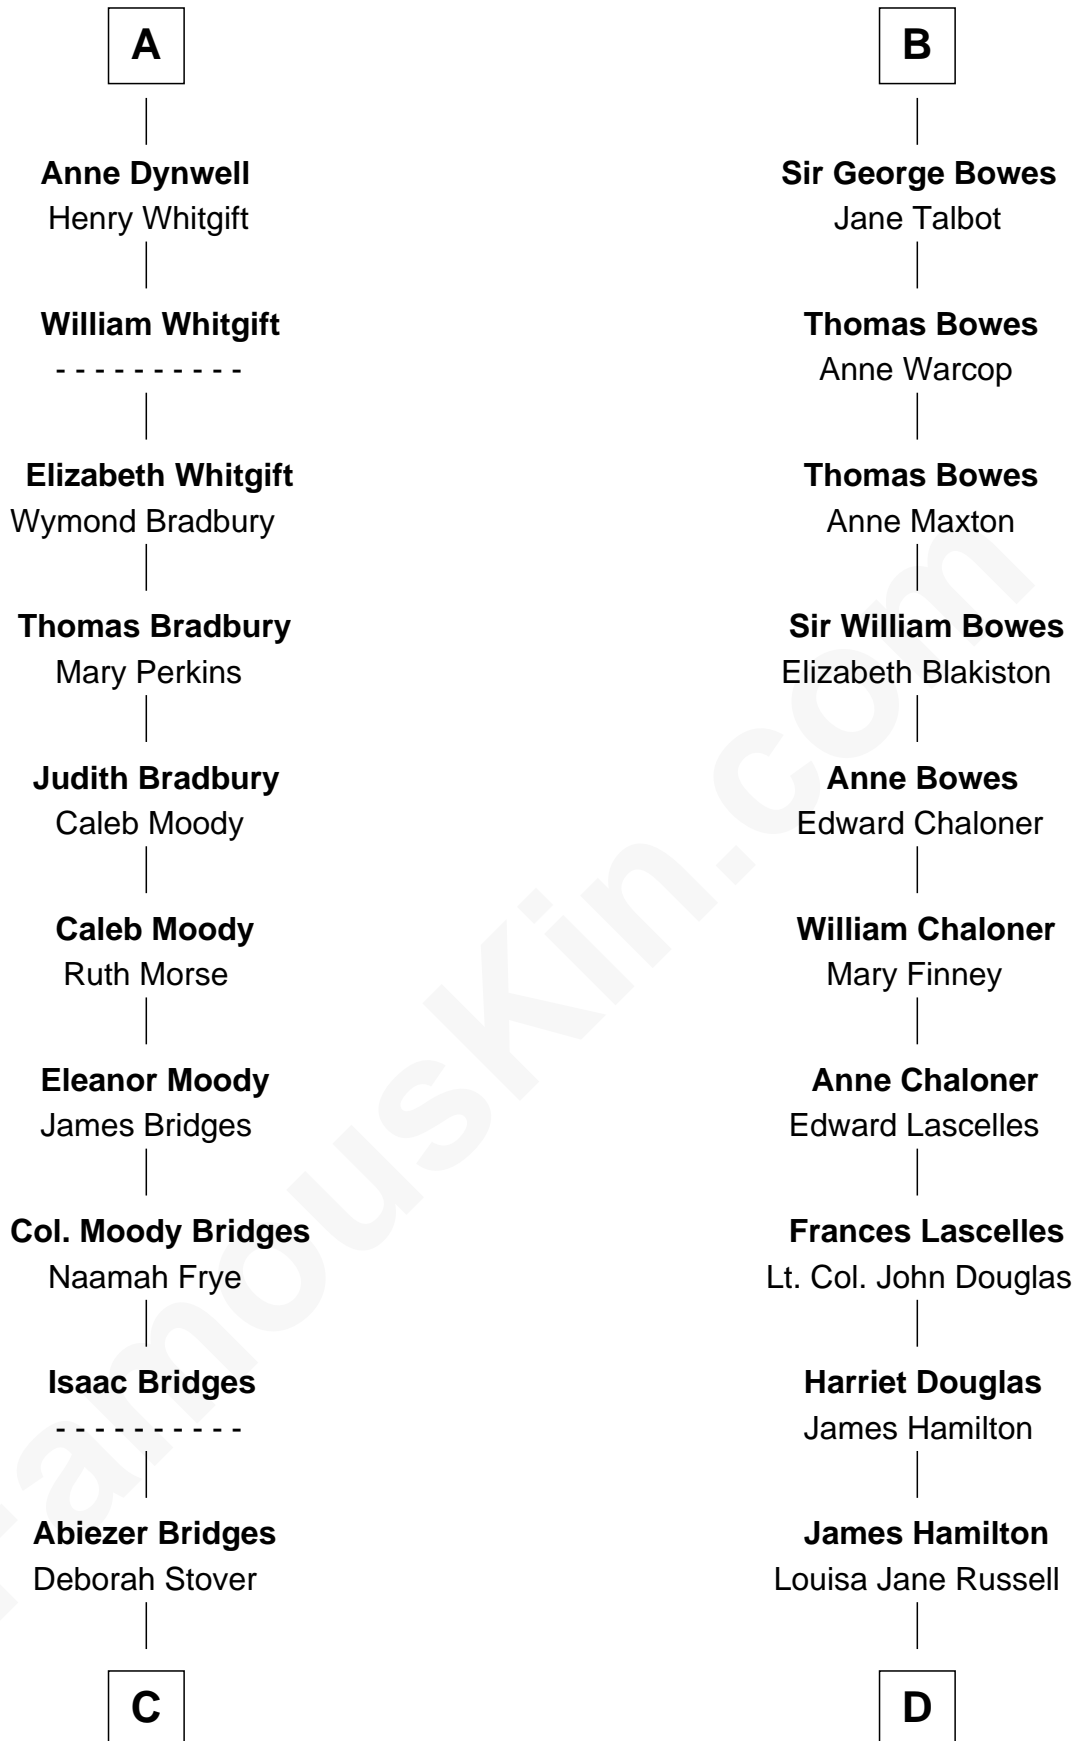 A
Anne Dynwell
Henry Whitgift
William Whitgift
- - - - - - - - - -
Elizabeth Whitgift
Wymond Bradbury
Thomas Bradbury
Mary Perkins
Judith Bradbury
Caleb Moody
Caleb Moody
Ruth Morse
Eleanor Moody
James Bridges
Col. Moody Bridges
Naamah Frye
Isaac Bridges
- - - - - - - - - -
Abiezer Bridges
Deborah Stover
C
B
Sir George Bowes
Jane Talbot
Thomas Bowes
Anne Warcop
Thomas Bowes
Anne Maxton
Sir William Bowes
Elizabeth Blakiston
Anne Bowes
Edward Chaloner
William Chaloner
Mary Finney
Anne Chaloner
Edward Lascelles
Frances Lascelles
Lt. Col. John Douglas
Harriet Douglas
James Hamilton
James Hamilton
Louisa Jane Russell
D
FamousKin.com